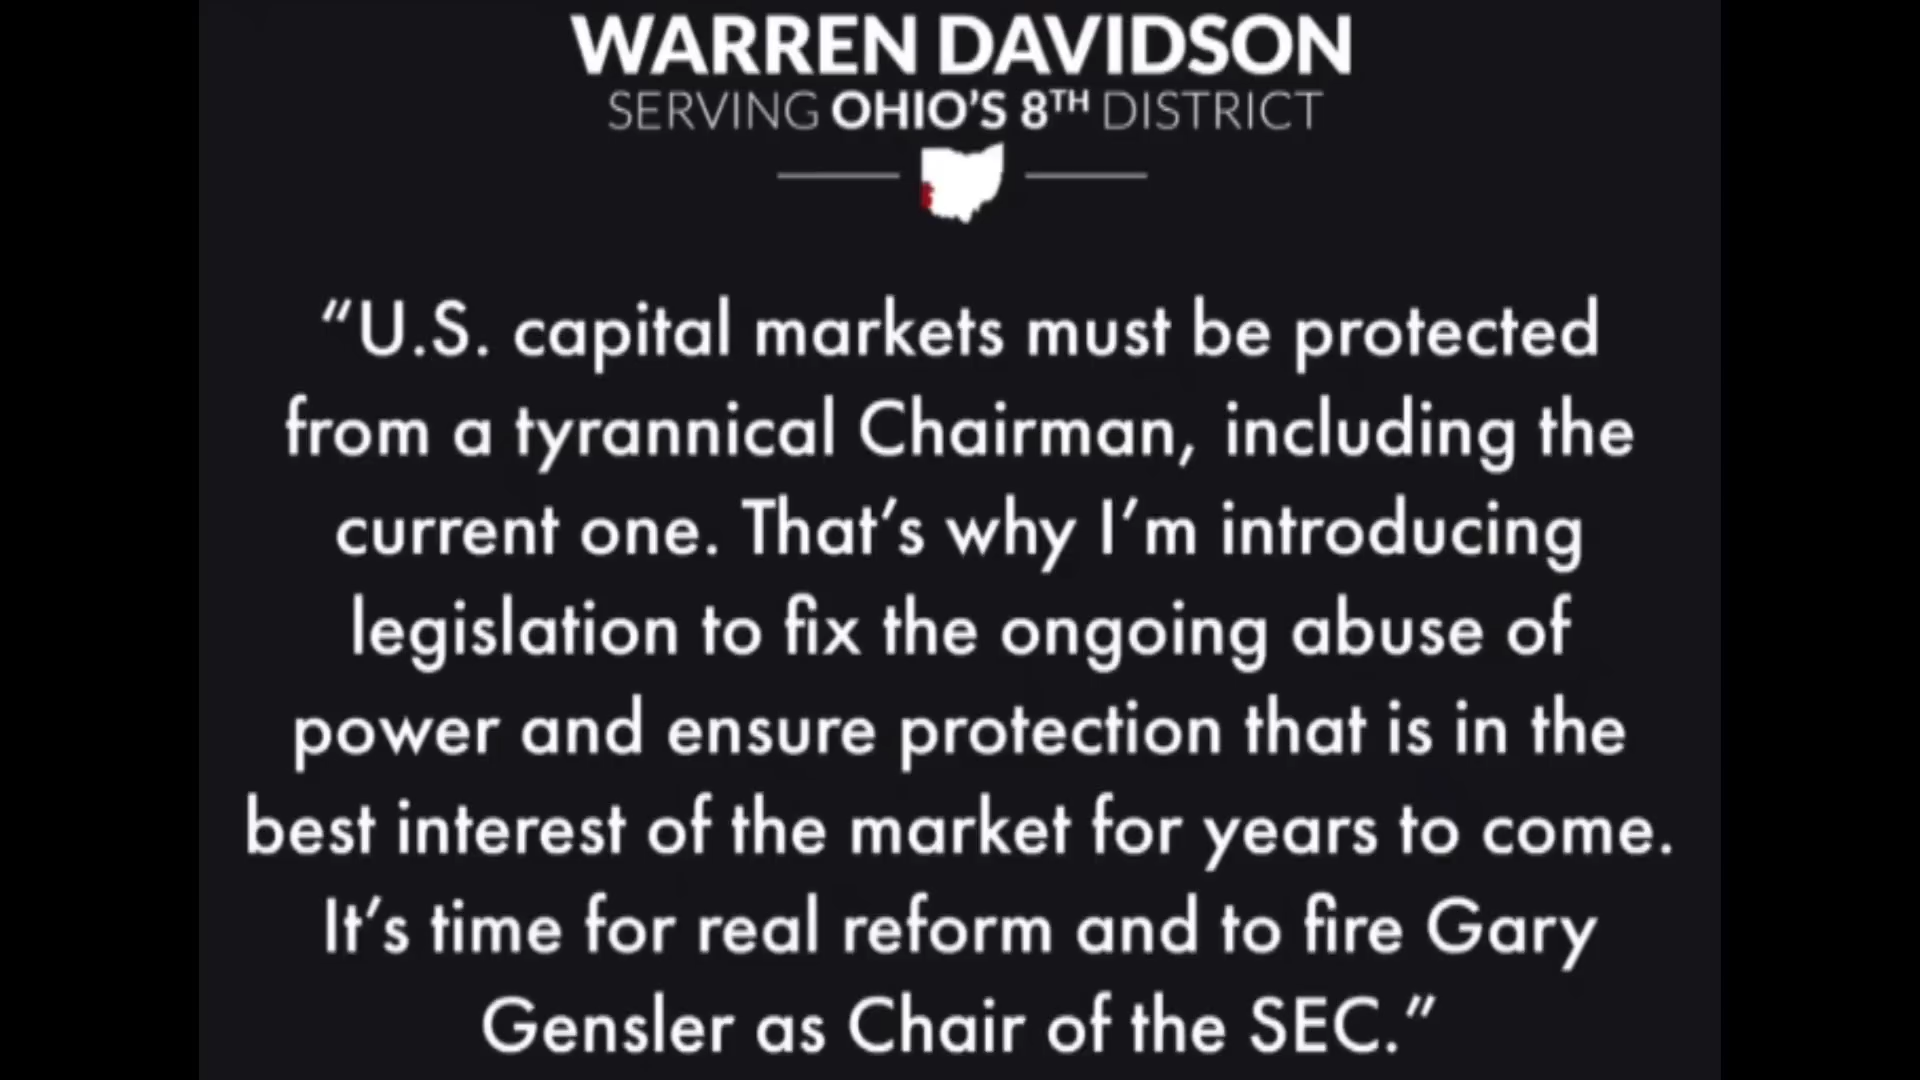 WARREN DAVIDSON
SERVING OHIO’S 8TH DISTRICT
“U.S. capital markets must be protected
from a tyrannical Chairman, including the
current one. That’s why I’m introducing
legislation to fix the ongoing abuse of
power and ensure protection that is in the
best interest of the market for years to come.
It’s time for real reform and to fire Gary
Gensler as Chair of the SEC.”